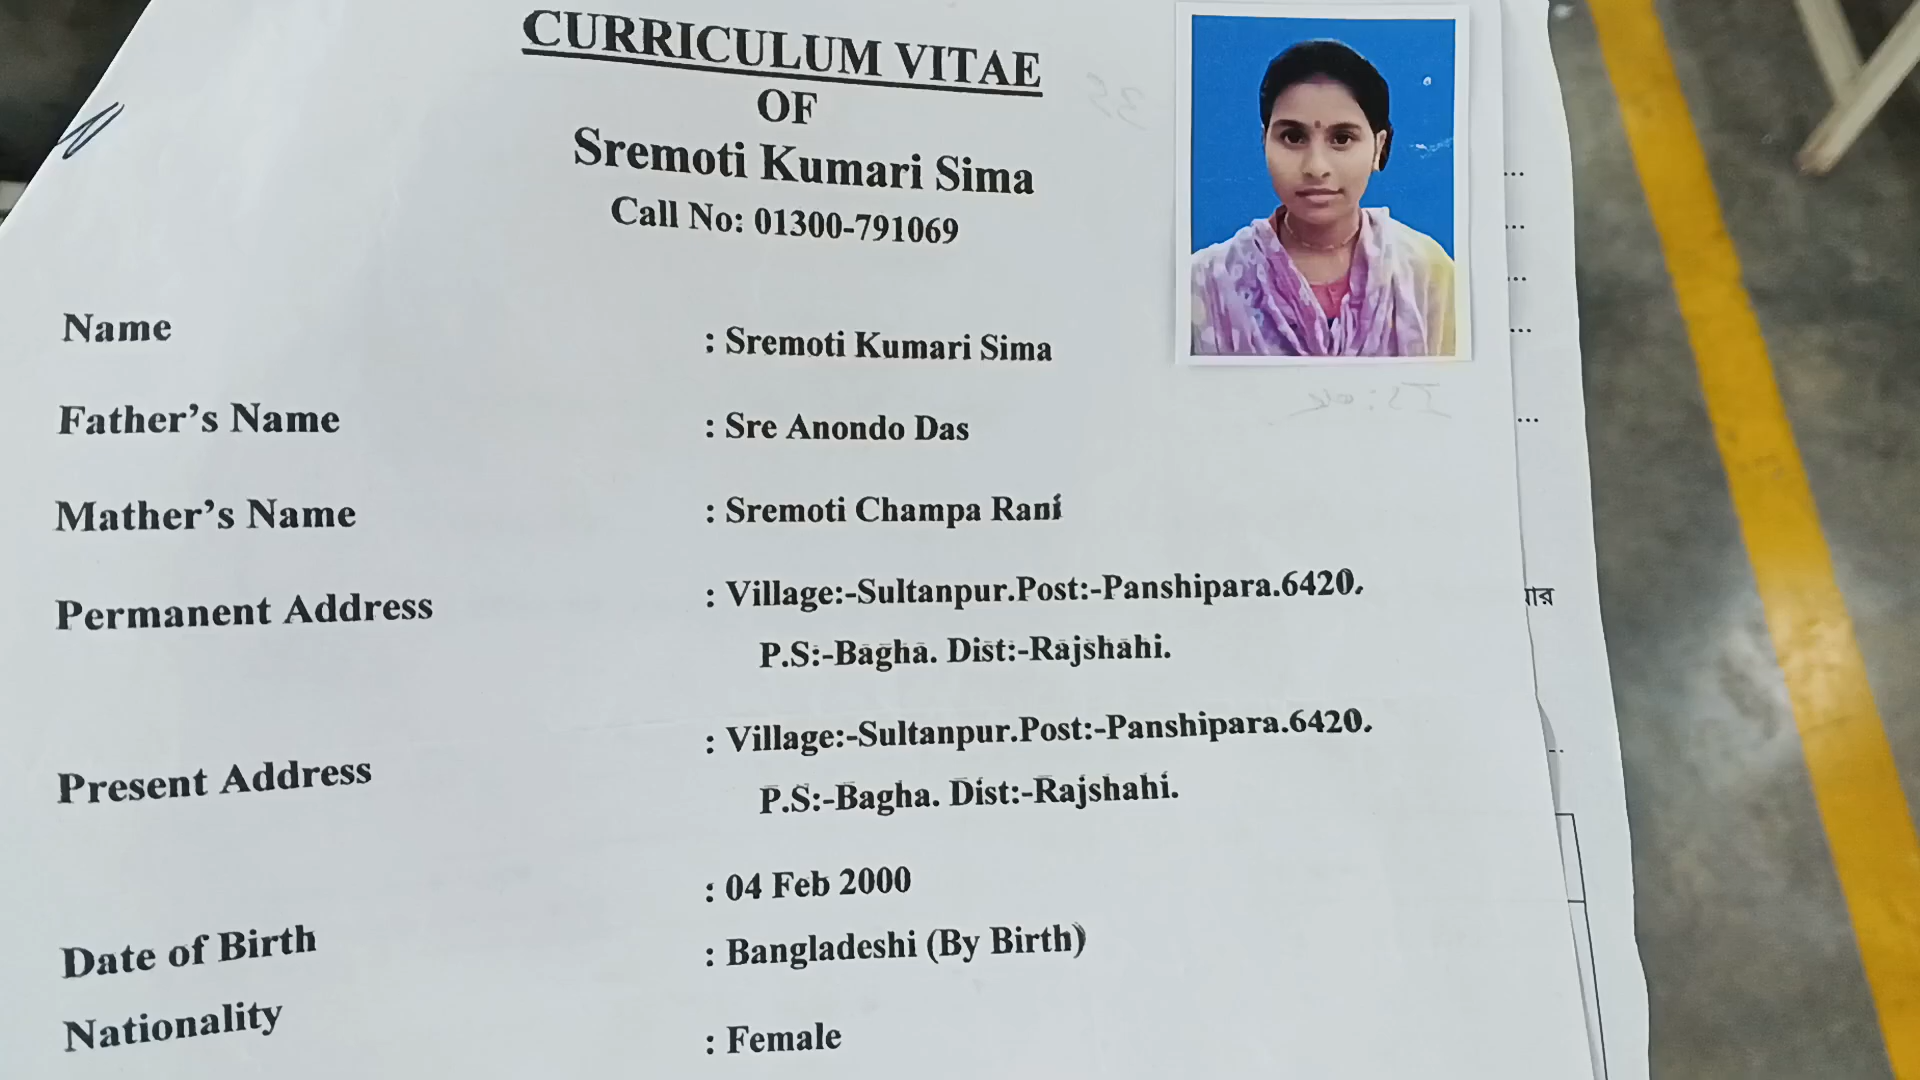 CURRICULUM VITAE
OF
Sremoti Kumari Sima
Call No: 01300-791069
Name : Sremoti Kumari Sima
Father's Name : Sre Anondo Das
Mather's Name : Sremoti Champa Rani
Permanent Address : Village:-Sultanpur.Post:-Panshipara.6420.
P.S:-Bagha. Dist:-Rajshahi.
Present Address : Village:-Sultanpur.Post:-Panshipara.6420.
P.S:-Bagha. Dist:-Rajshahi.
Date of Birth : 04 Feb 2000
Nationality : Bangladeshi (By Birth)
: Female